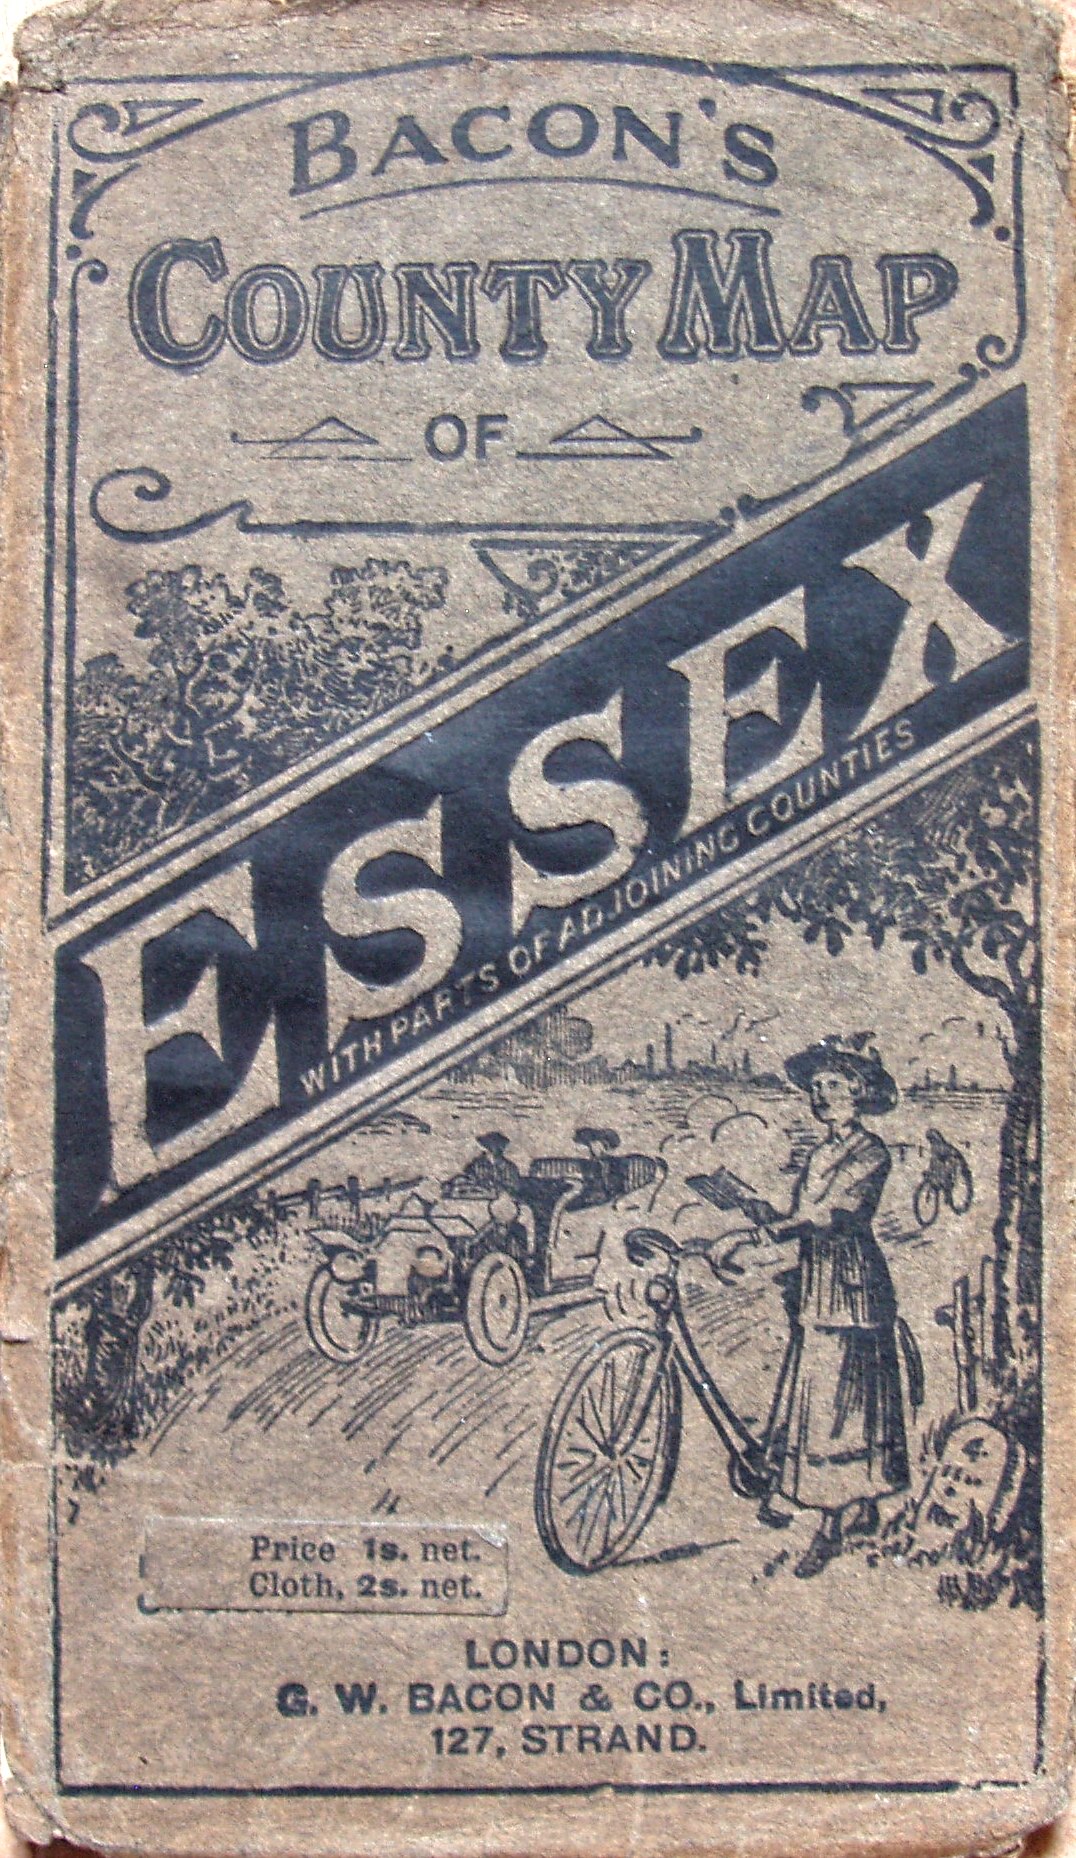 BACON'S
COUNTY MAP
OF
ESSEX
WITH PARTS OF ADJOINING COUNTIES
4
Price 1s. net.
Cloth, 2s. net.
LONDON:
G. W. BACON & CO., Limited,
127, STRAND.